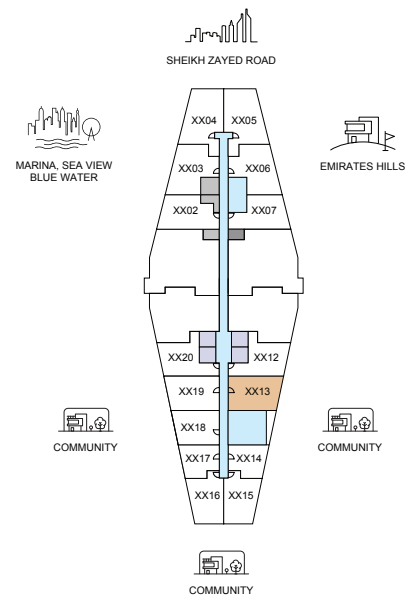 SHEIKH ZAYED ROAD
XX04 XX05
MARINA, SEA VIEW
BLUE WATER
EMIRATES HILLS
XX03 XX06
XX02 XX07
XX20 XX12
XX19 XX13
XX18
COMMUNITY
COMMUNITY
XX17 XX14
XX16 XX15
COMMUNITY